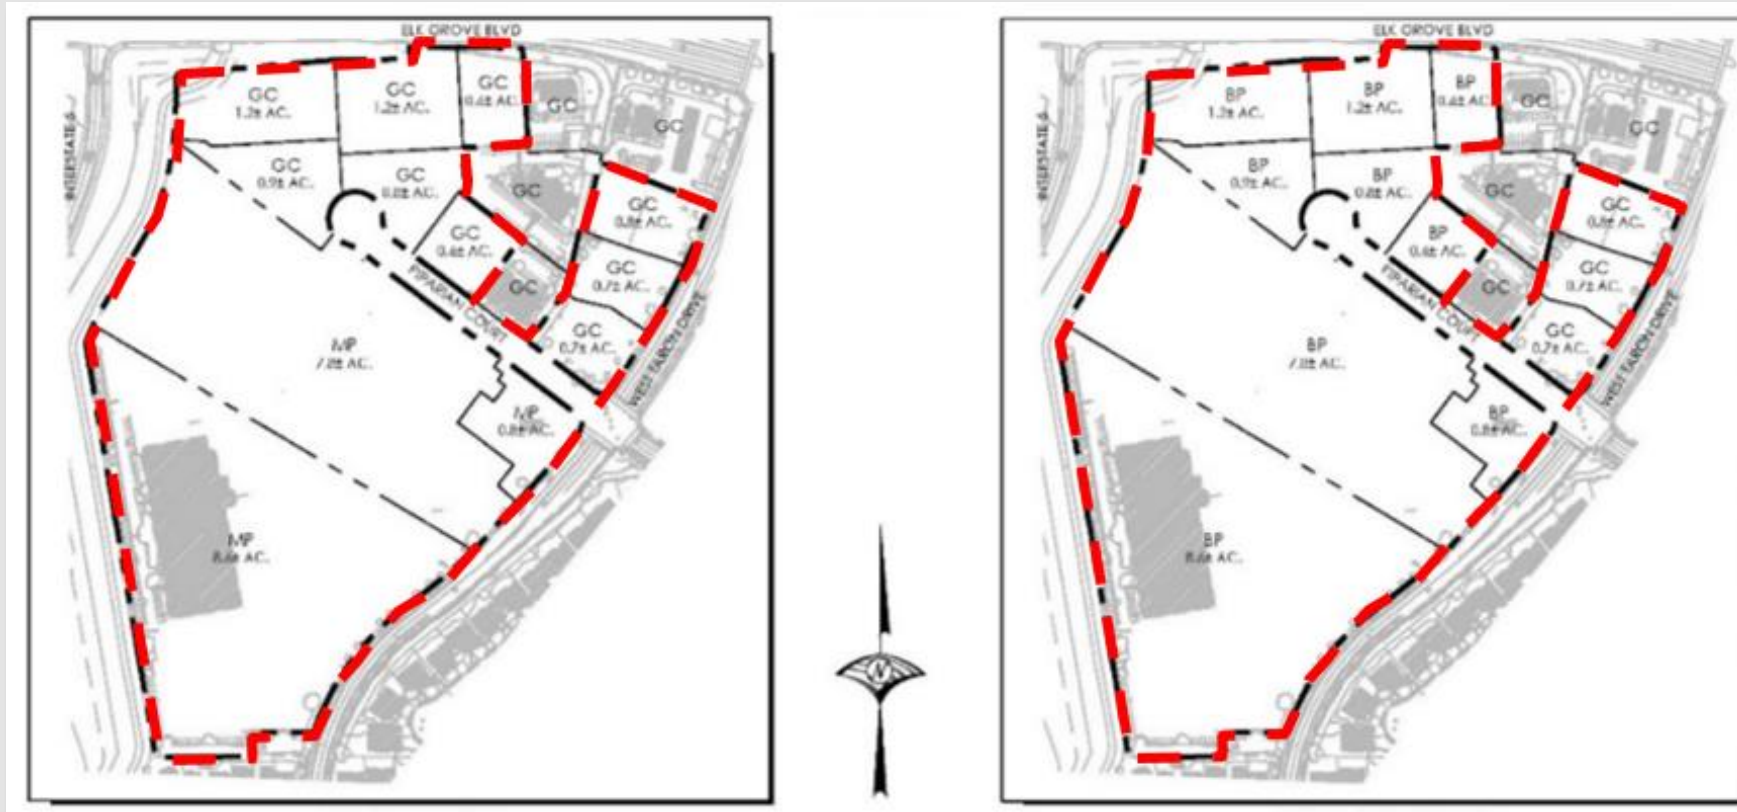 ELK GROVE BLVD
INTERSTATE 5
GC
1.2± AC.
GC
1.2± AC.
GC
0.6± AC.
GC
GC
GC
0.9± AC.
GC
0.8± AC.
GC
GC
0.8± AC.
GC
0.6± AC.
GC
0.7± AC.
GC
RIPARIAN COURT
GC
0.7± AC.
WEST TARON DRIVE
MP
7.8± AC.
MP
0.8± AC.
MP
8.6± AC.
N
ELK GROVE BLVD
INTERSTATE 5
BP
1.2± AC.
BP
1.2± AC.
BP
0.6± AC.
GC
GC
BP
0.9± AC.
BP
0.8± AC.
GC
GC
0.8± AC.
BP
0.6± AC.
GC
0.7± AC.
GC
RIPARIAN COURT
GC
0.7± AC.
WEST TARON DRIVE
BP
7.8± AC.
BP
0.8± AC.
BP
8.6± AC.